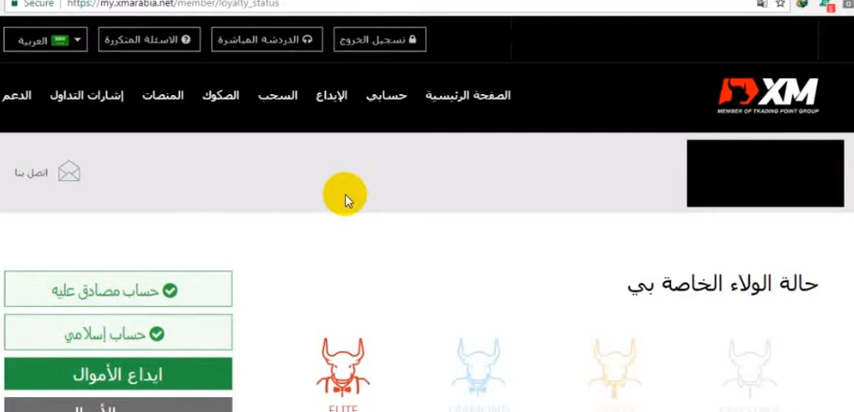 Secure https://my.xmarabia.net/member/loyalty_status
تسجيل الخروج الدردشة المباشرة الاسئلة المتكررة العربية
XM
MEMBER OF TRADING POINT GROUP
الصفحة الرئيسية حسابي الإيداع السحب الصكوك المنصات إشارات التداول الدعم
اتصل بنا
حالة الولاء الخاصة بي
حساب مصادق عليه
حساب إسلامي
ايداع الأموال
ELITE DIAMOND